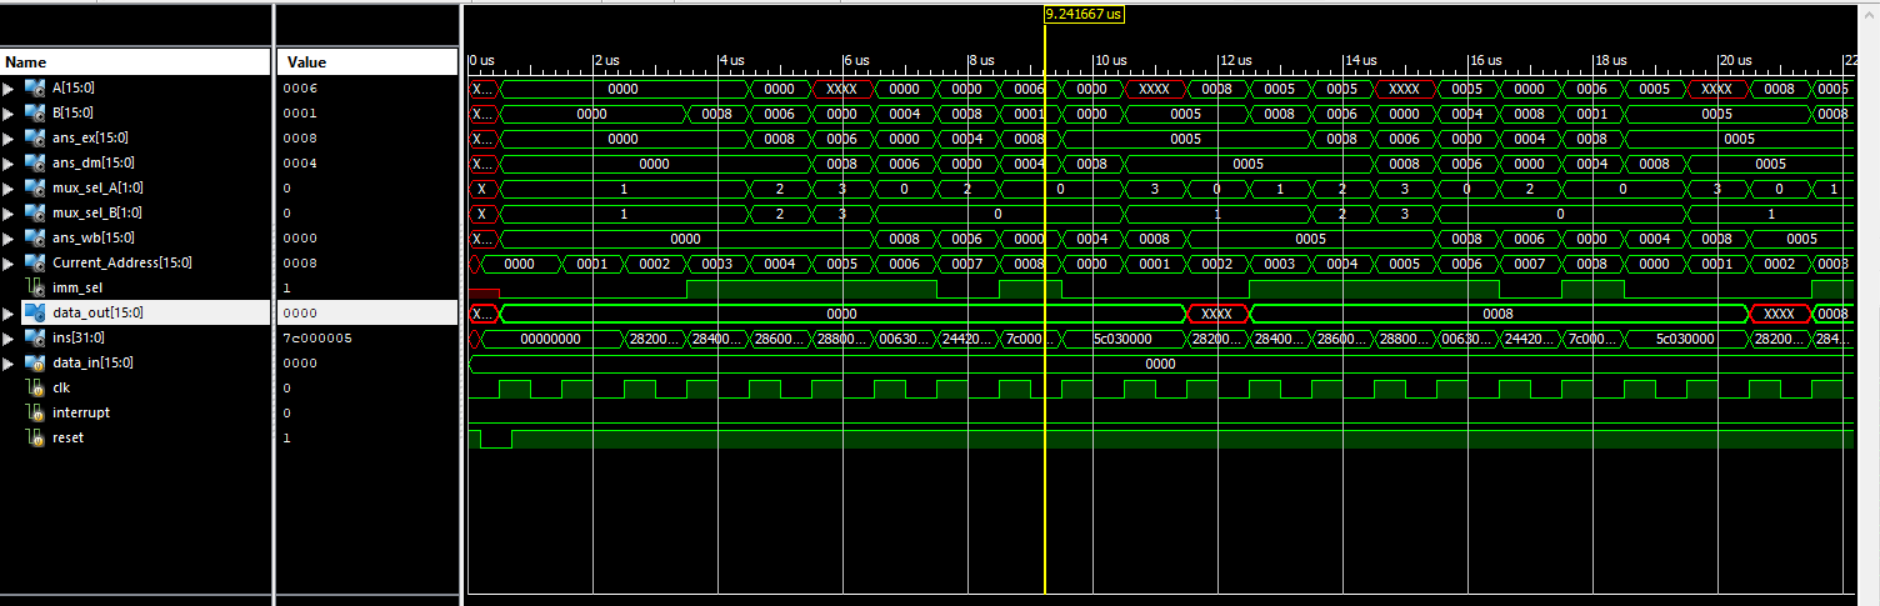 9.241667 us
Name Value 0 us 2 us 4 us 6 us 8 us 10 us 12 us 14 us 16 us 18 us 20 us 22
A[15:0] 0006 X... 0000 0000 XXXX 0000 0000 0006 0000 XXXX 0008 0005 0005 XXXX 0005 0000 0006 0005 XXXX 0008 0005
B[15:0] 0001 X... 0000 0008 0006 0000 0004 0008 0001 0000 0005 0008 0006 0000 0004 0008 0001 0005 0008
ans_ex[15:0] 0008 X... 0000 0008 0006 0000 0004 0008 0005 0008 0006 0000 0004 0008 0005
ans_dm[15:0] 0004 X... 0000 0008 0006 0000 0004 0008 0005 0008 0006 0000 0004 0008 0005
mux_sel_A[1:0] 0 X 1 2 3 0 2 0 3 0 1 2 3 0 2 0 3 0 1
mux_sel_B[1:0] 0 X 1 2 3 0 1 2 3 0 1
ans_wb[15:0] 0000 X... 0000 0008 0006 0000 0004 0008 0005 0008 0006 0000 0004 0008 0005
Current_Address[15:0] 0008 0000 0001 0002 0003 0004 0005 0006 0007 0008 0000 0001 0002 0003 0004 0005 0006 0007 0008 0000 0001 0002 0003
imm_sel 1
data_out[15:0] 0000 X... 0000 XXXX 0008 XXXX 0008
ins[31:0] 7c000005 00000000 28200... 28400... 28600... 28800... 00630... 24420... 7c000... 5c030000 28200... 28400... 28600... 28800... 00630... 24420... 7c000... 5c030000 28200... 284...
data_in[15:0] 0000 0000
clk 0
interrupt 0
reset 1